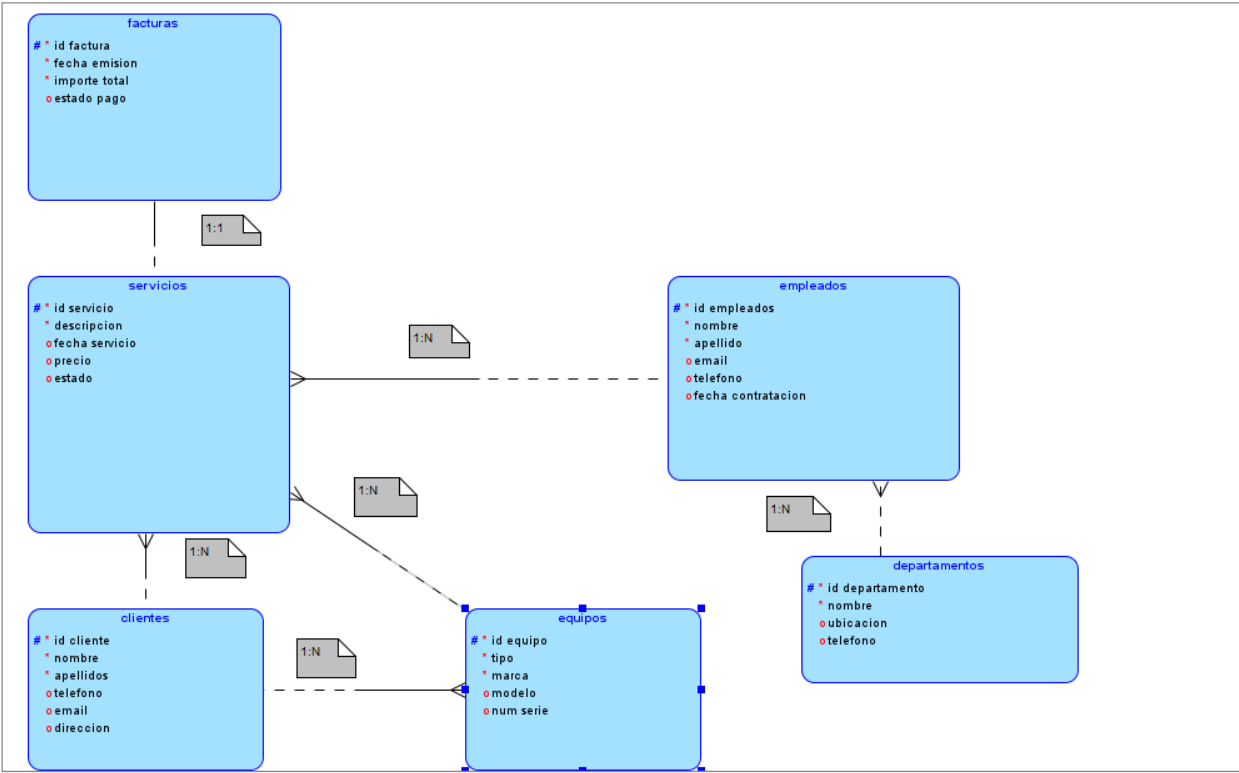 facturas
# * id factura
* fecha emision
* importe total
o estado pago
1:1
servicios
# * id servicio
* descripcion
o fecha servicio
o precio
o estado
1:N
empleados
# * id empleados
* nombre
* apellido
o email
o telefono
o fecha contratacion
1:N
1:N
1:N
departamentos
# * id departamento
* nombre
o ubicacion
o telefono
clientes
# * id cliente
* nombre
* apellidos
o telefono
o email
o direccion
1:N
equipos
# * id equipo
* tipo
* marca
o modelo
o num serie